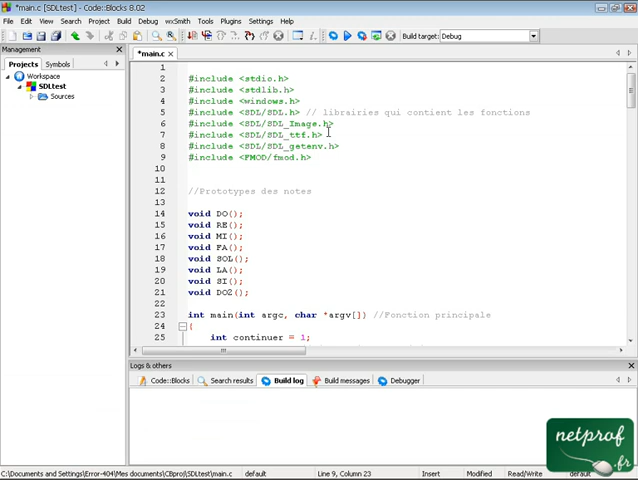 *main.c [SDLtest] - Code::Blocks 8.02
File Edit View Search Project Build Debug wxSmith Tools Plugins Settings Help
Build target: Debug
Management
Projects Symbols
Workspace
SDLtest
Sources
*main.c
1
2 #include <stdio.h>
3 #include <stdlib.h>
4 #include <windows.h>
5 #include <SDL/SDL.h> // librairies qui contient les fonctions
6 #include <SDL/SDL_Image.h>
7 #include <SDL/SDL_ttf.h>
8 #include <SDL/SDL_getenv.h>
9 #include <FMOD/fmod.h>
10
11
12 //Prototypes des notes
13
14 void DO();
15 void RE();
16 void MI();
17 void FA();
18 void SOL();
19 void LA();
20 void SI();
21 void DO2();
22
23 int main(int argc, char *argv[]) //Fonction principale
24 {
25 int continuer = 1;
Logs & others
Code::Blocks Search results Build log Build messages Debugger
C:\Documents and Settings\Error-404\Mes documents\CBproj\SDLtest\main.c default Line 9, Column 23 Insert Modified Read/Write default
netprof
.fr